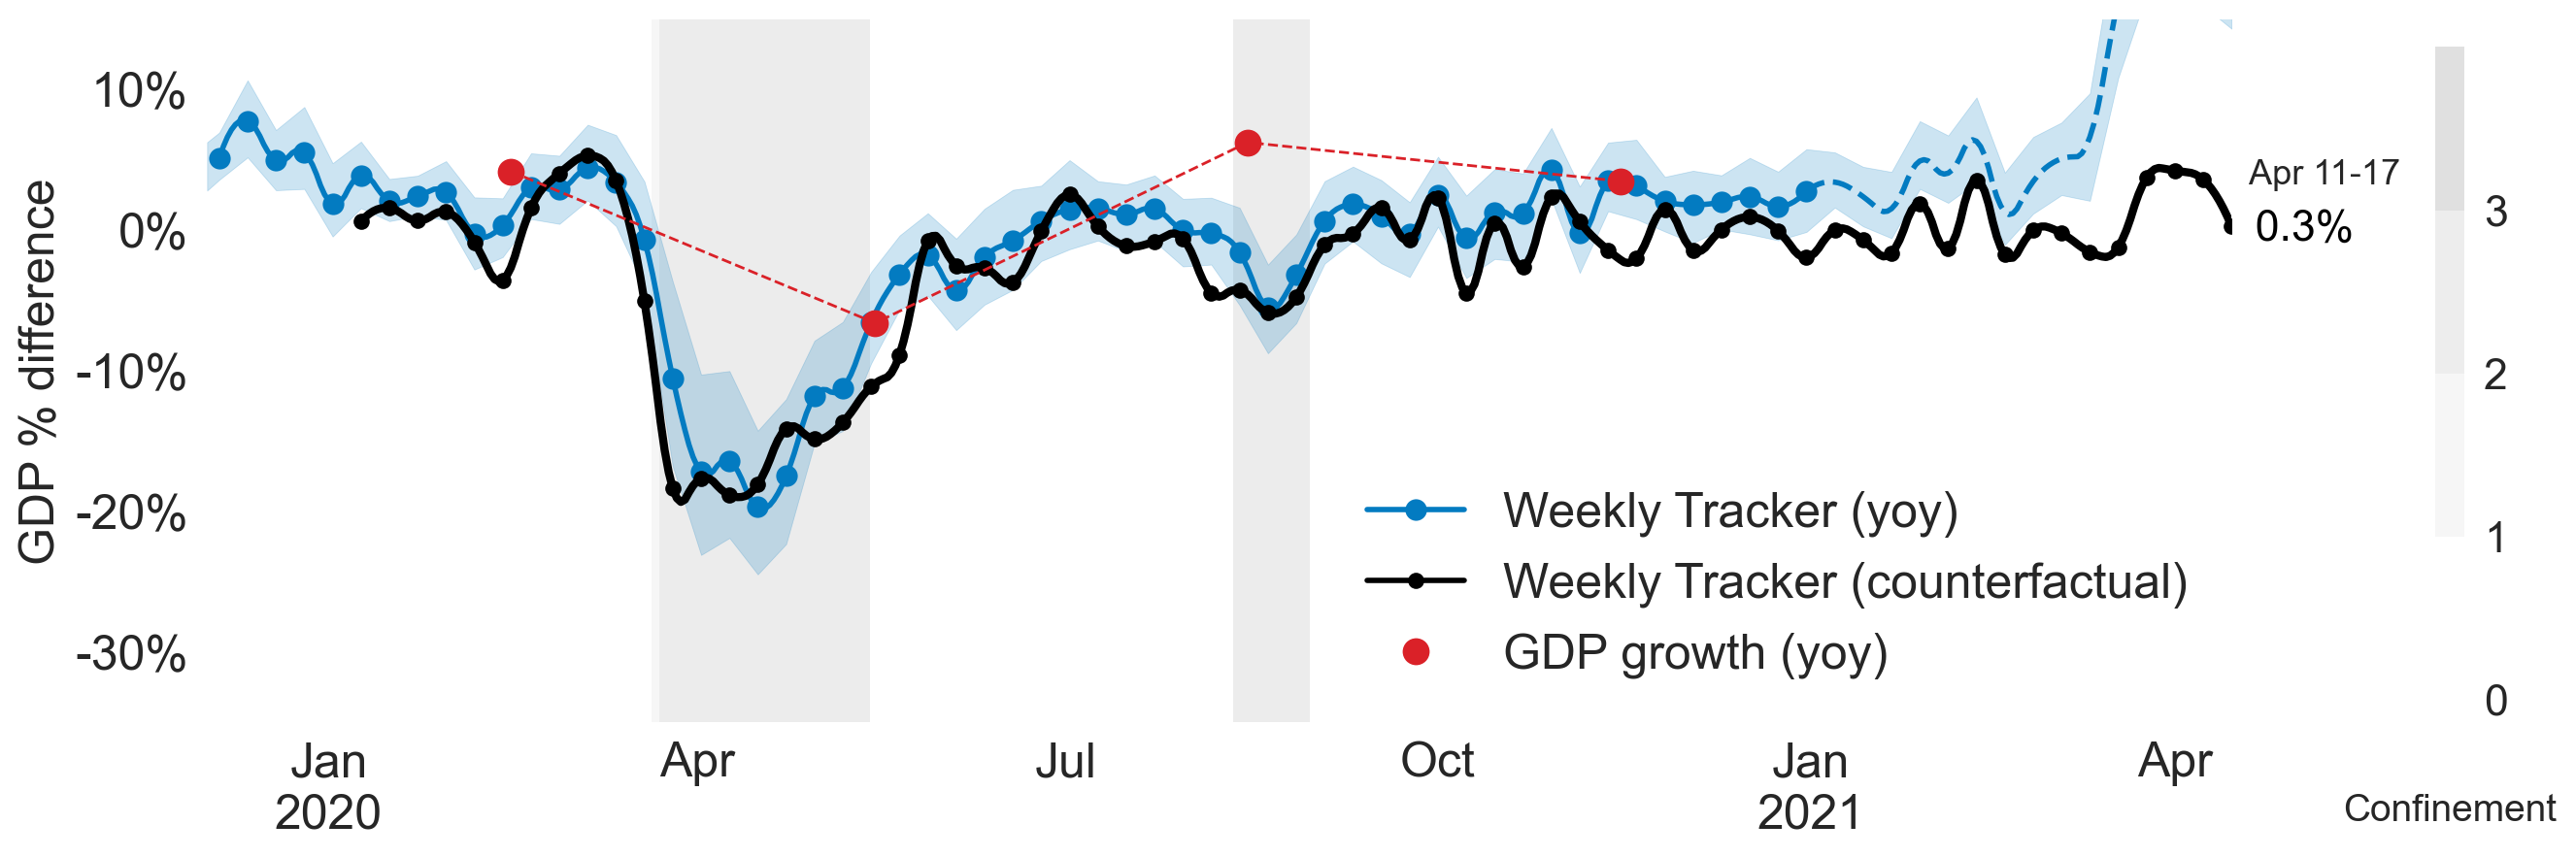 GDP % difference
10%
0%
-10%
-20%
-30%
Apr 11-17
0.3%
Weekly Tracker (yoy)
Weekly Tracker (counterfactual)
GDP growth (yoy)
3
2
1
0
Jan Apr Jul Oct Jan Apr
2020 2021
Confinement